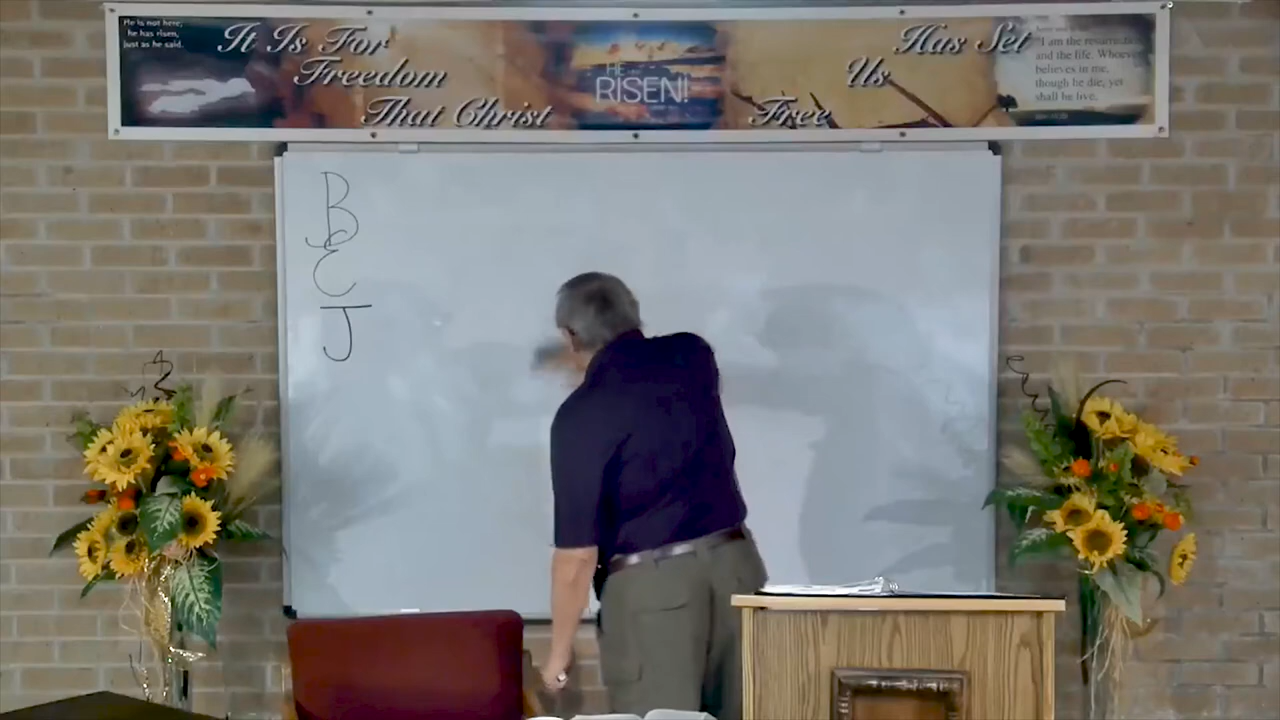 He is not here;
he has risen,
just as he said.
It Is For
Freedom
That Christ
HE
RISEN!
Has Set
Us
Free
"I am the resurrection
and the life. Whoever
believes in me,
though he die, yet
shall he live.
B
C
J